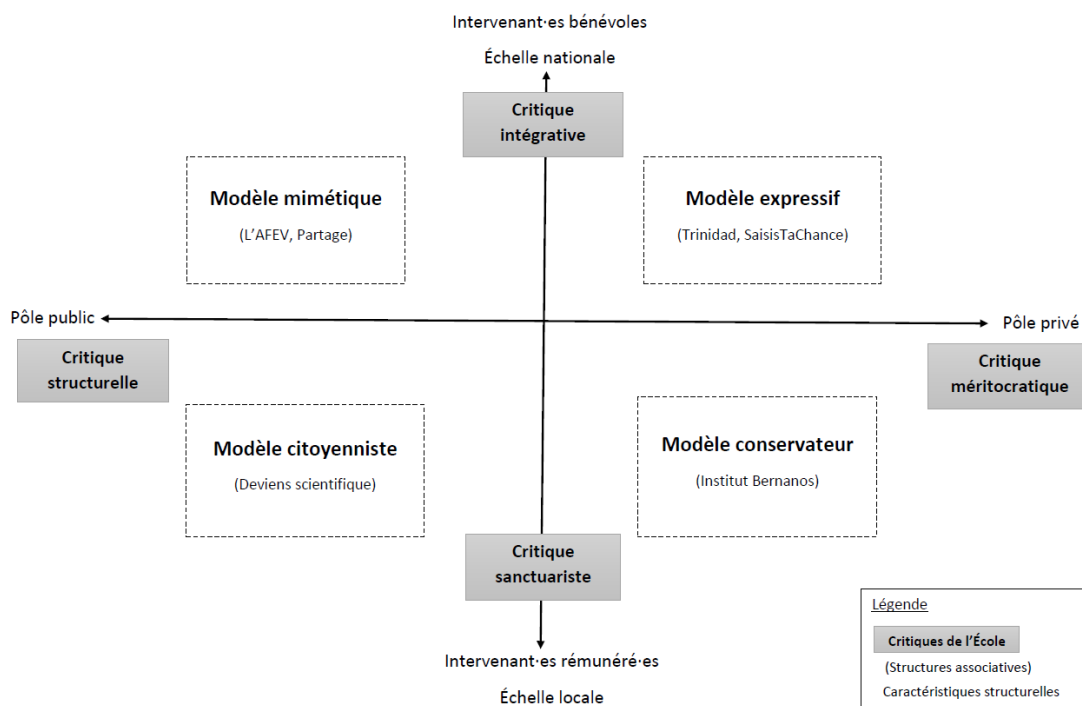 Intervenant·es bénévoles
Échelle nationale
Critique
intégrative
Modèle mimétique
(L'AFEV, Partage)
Modèle expressif
(Trinidad, SaisisTaChance)
Pôle public
Pôle privé
Critique
structurelle
Critique
méritocratique
Modèle citoyenniste
(Deviens scientifique)
Modèle conservateur
(Institut Bernanos)
Critique
sanctuariste
Intervenant·es rémunéré·es
Échelle locale
Légende
Critiques de l'École
(Structures associatives)
Caractéristiques structurelles